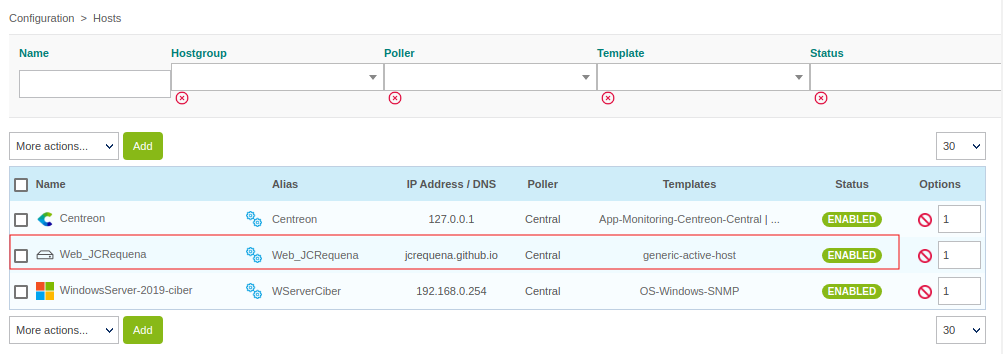 Configuration > Hosts
Name Hostgroup Poller Template Status
More actions... Add 30
Name Alias IP Address / DNS Poller Templates Status Options
Centreon Centreon 127.0.0.1 Central App-Monitoring-Centreon-Central | ... ENABLED 1
Web_JCRequena Web_JCRequena jcrequena.github.io Central generic-active-host ENABLED 1
WindowsServer-2019-ciber WServerCiber 192.168.0.254 Central OS-Windows-SNMP ENABLED 1
More actions... Add 30